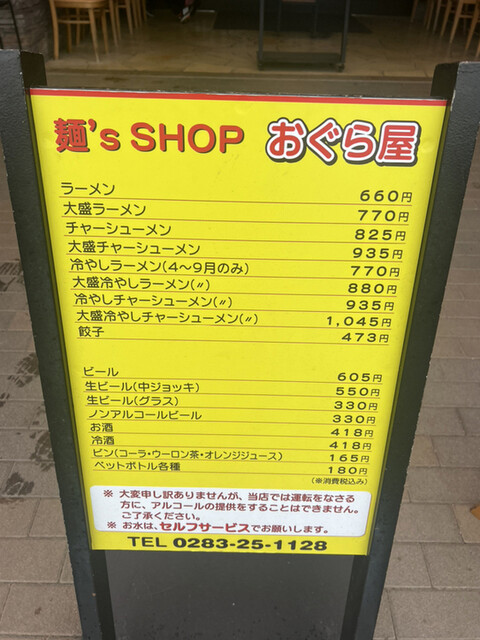 麺's SHOP おぐら屋
ラーメン 660円
大盛ラーメン 770円
チャーシューメン 825円
大盛チャーシューメン 935円
冷やしラーメン(4〜9月のみ) 770円
大盛冷やしラーメン(〃) 880円
冷やしチャーシューメン(〃) 935円
大盛冷やしチャーシューメン(〃) 1,045円
餃子 473円
ビール 605円
生ビール(中ジョッキ) 550円
生ビール(グラス) 330円
ノンアルコールビール 330円
お酒 418円
冷酒 418円
ビン(コーラ・ウーロン茶・オレンジジュース) 165円
ペットボトル各種 180円
(※消費税込み)
※ 大変申し訳ありませんが、当店では運転をなさる
方に、アルコールの提供をすることはできません。
ご了承ください。
※ お水は、セルフサービスでお願いします。
TEL 0283-25-1128